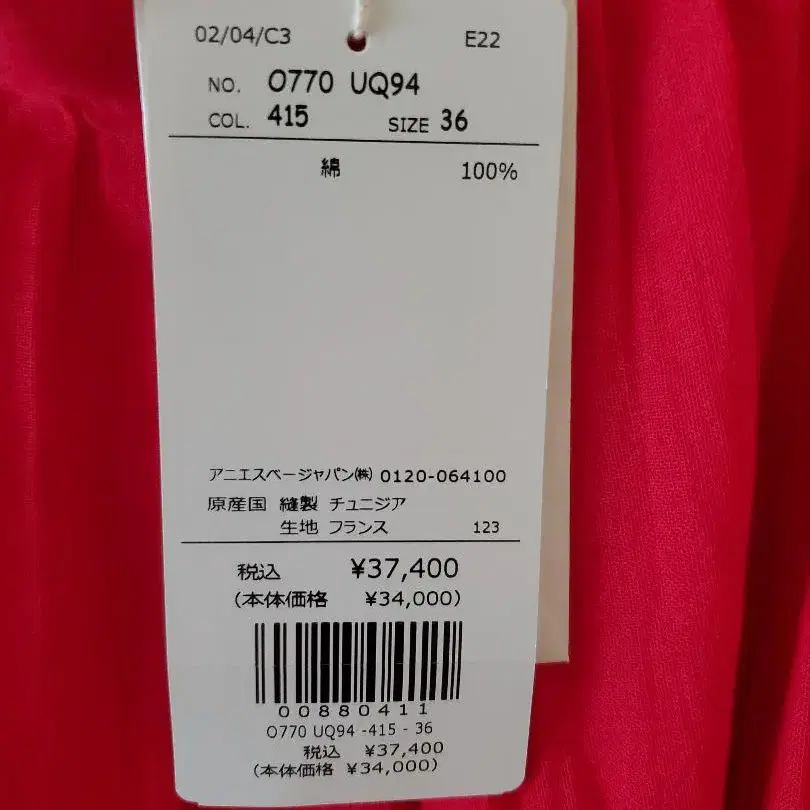 02/04/C3 E22
NO. O770 UQ94
COL. 415 SIZE 36
綿 100%
アニエスベージャパン㈱ 0120-064100
原産国 縫製 チュニジア
生地 フランス 123
税込 ¥37,400
(本体価格 ¥34,000)
00880411
O770 UQ94 -415 - 36
税込 ¥37,400
(本体価格 ¥34,000)